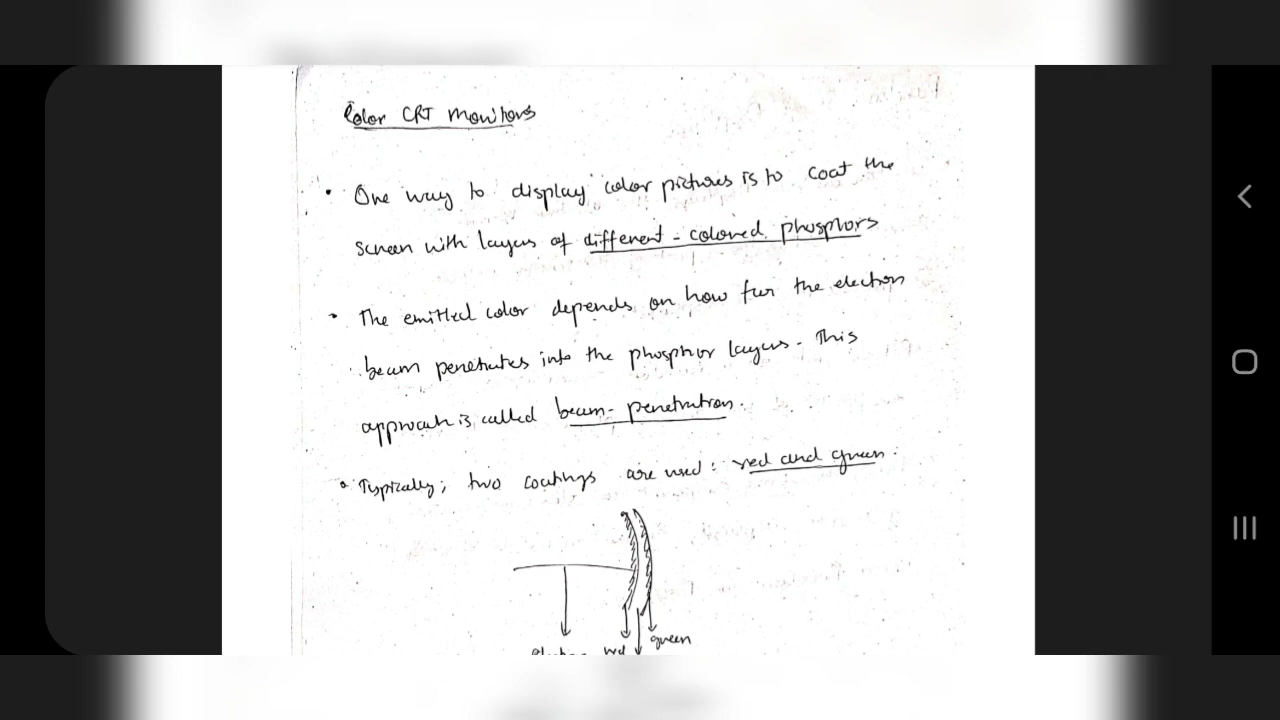 Color CRT Monitors
• One way to display color pictures is to coat the
screen with layers of different-colored phosphors
• The emitted color depends on how far the electron
beam penetrates into the phosphor layers. This
approach is called beam-penetration.
• Typically; two coatings are used: red and green.
green
red